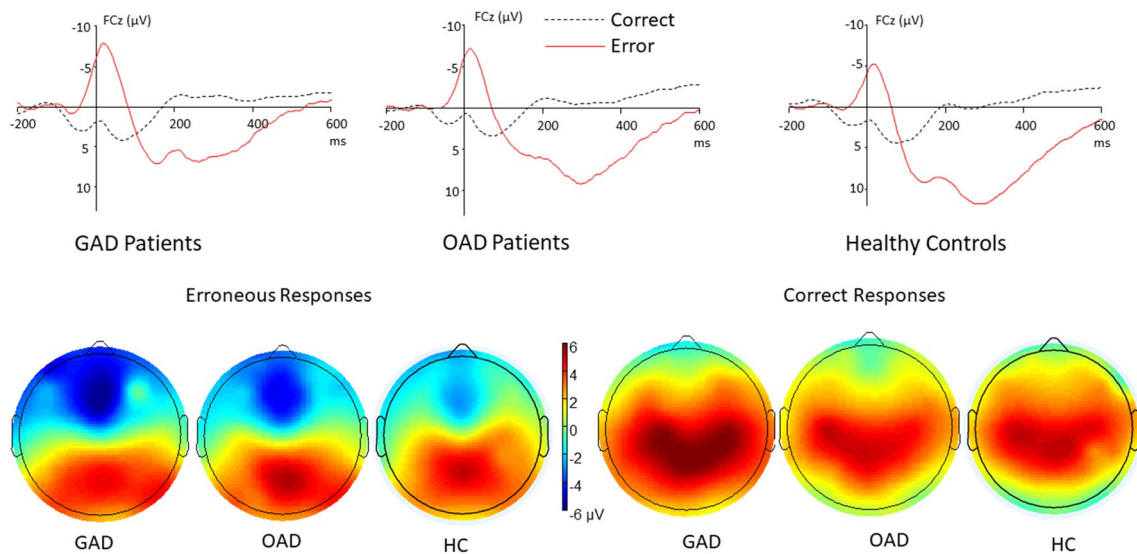 FCz (µV)
-10
-5
5
10
-200
200
400
600
ms
GAD Patients
FCz (µV)
-10
-5
5
10
-200
200
400
600
ms
OAD Patients
Correct
Error
FCz (µV)
-10
-5
5
10
-200
200
400
600
ms
Healthy Controls
Erroneous Responses
Correct Responses
6
4
2
0
-2
-4
-6 µV
GAD
OAD
HC
GAD
OAD
HC